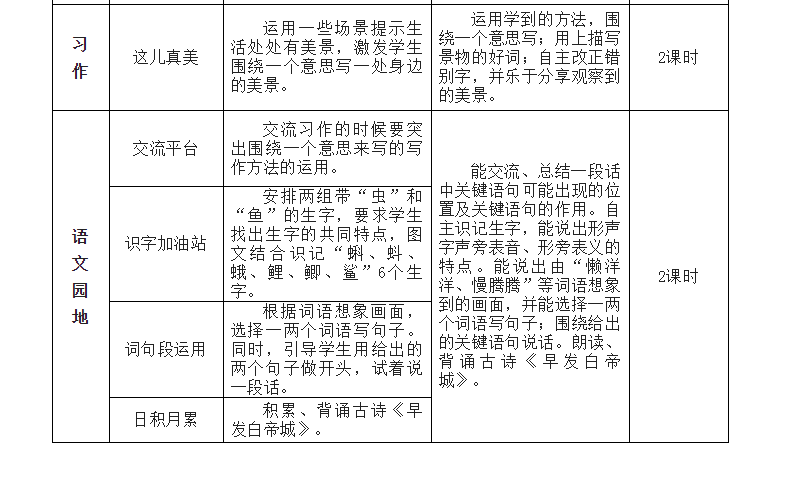 习
作
这儿真美
运用一些场景提示生
活处处有美景，激发学生
围绕一个意思写一处身边
的美景。
运用学到的方法，围
绕一个意思写；用上描写
景物的好词；自主改正错
别字，并乐于分享观察到
的美景。
2课时
语
文
园
地
交流平台
交流习作的时候要突
出围绕一个意思来写的写
作方法的运用。
识字加油站
安排两组带“虫”和
“鱼”的生字，要求学生
找出生字的共同特点，图
文结合识记“蝌、蚪、
蛾、鲤、鲫、鲨”6个生
字。
词句段运用
根据词语想象画面，
选择一两个词语写句子。
同时，引导学生用给出的
两个句子做开头，试着说
一段话。
日积月累
积累、背诵古诗《早
发白帝城》。
能交流、总结一段话
中关键语句可能出现的位
置及关键语句的作用。自
主识记生字，能说出形声
字声旁表音、形旁表义的
特点。能说出由“懒洋
洋、慢腾腾”等词语想象
到的画面，并能选择一两
个词语写句子；围绕给出
的关键语句说话。朗读、
背诵古诗《早发白帝
城》。
2课时